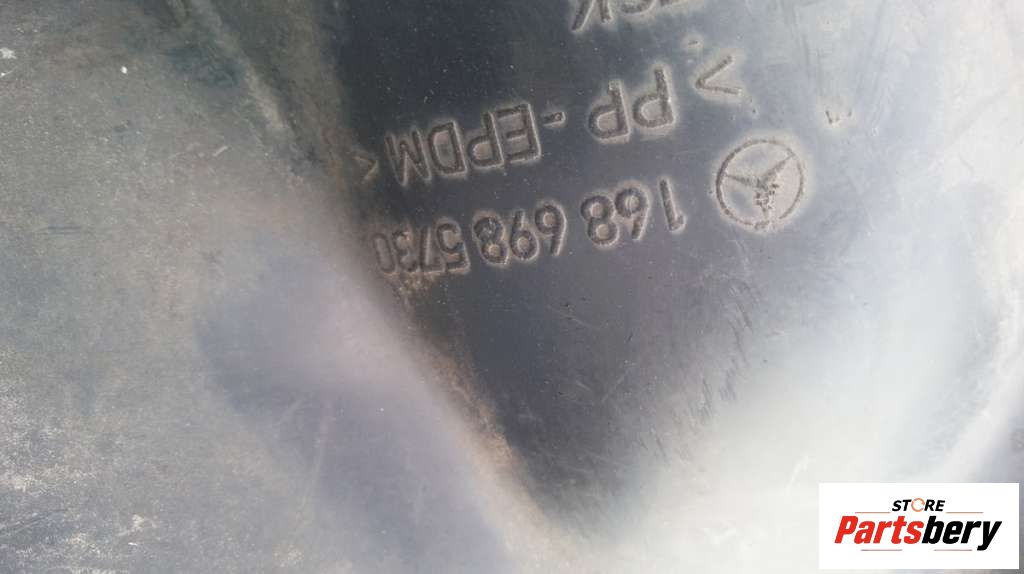 168 698 5730
> PP - EPDM <
STORE
Partsbery